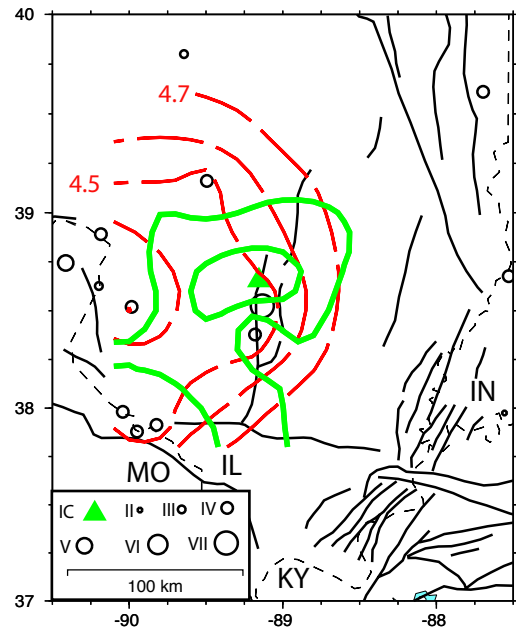 40
4.7
4.5
39
38
IN
MO
IL
IC II III IV
V VI VII
100 km
KY
37
-90 -89 -88